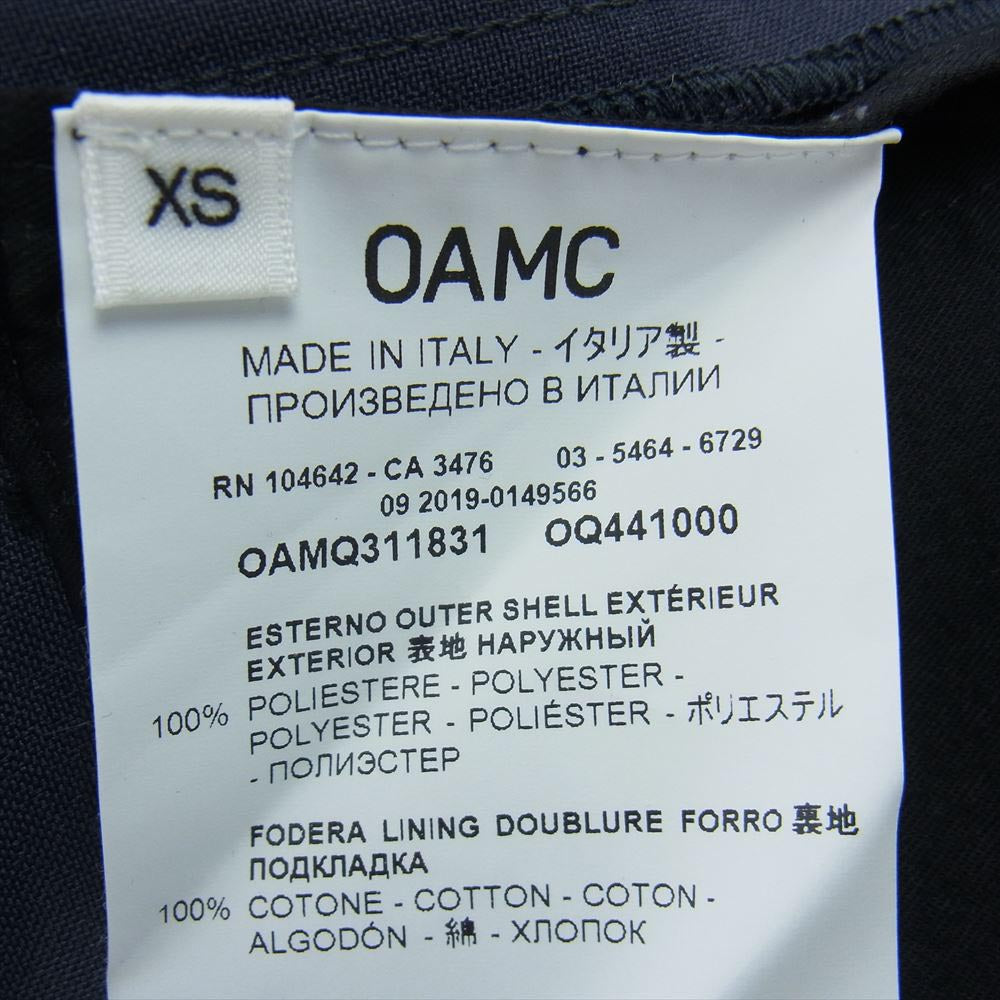 XS
OAMC
MADE IN ITALY - イタリア製 -
ПРОИЗВЕДЕНО В ИТАЛИИ
RN 104642 - CA 3476 03 - 5464 - 6729
09 2019-0149566
OAMQ311831 OQ441000
ESTERNO OUTER SHELL EXTÉRIEUR
EXTERIOR 表地 НАРУЖНЫЙ
100% POLIESTERE - POLYESTER -
POLYESTER - POLIÉSTER - ポリエステル
- ПОЛИЭСТЕР
FODERA LINING DOUBLURE FORRO 裏地
ПОДКЛАДКА
100% COTONE - COTTON - COTON -
ALGODÓN - 綿 - ХЛОПОК